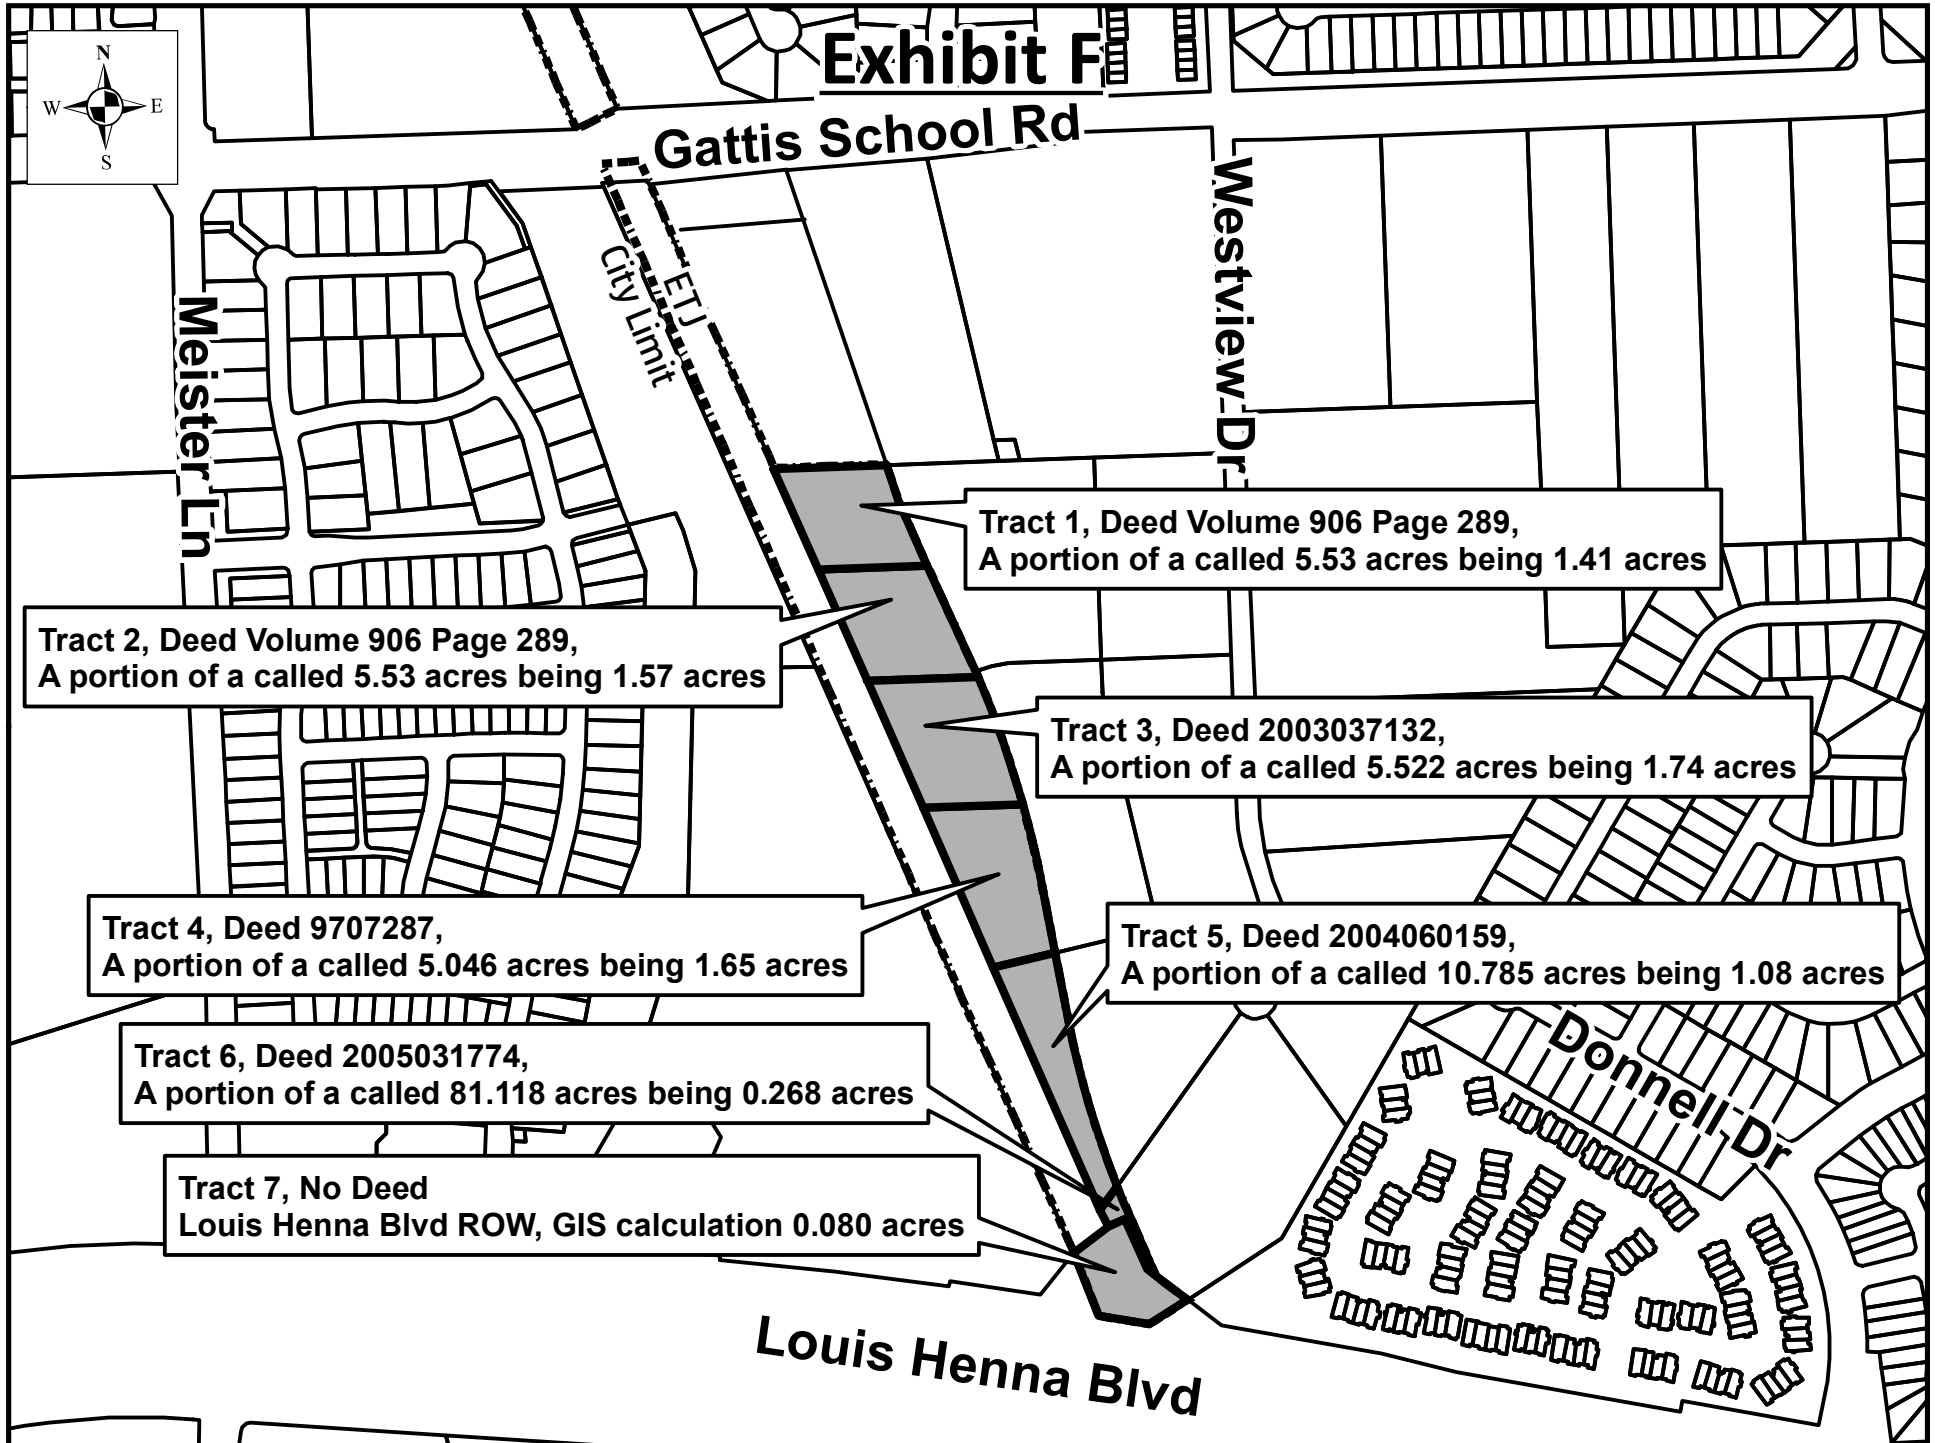 Exhibit F
N
W E
S
Gattis School Rd
Westview Dr
City Limit
ETJ
Meister Ln
Tract 1, Deed Volume 906 Page 289,
A portion of a called 5.53 acres being 1.41 acres
Tract 2, Deed Volume 906 Page 289,
A portion of a called 5.53 acres being 1.57 acres
Tract 3, Deed 2003037132,
A portion of a called 5.522 acres being 1.74 acres
Tract 4, Deed 9707287,
A portion of a called 5.046 acres being 1.65 acres
Tract 5, Deed 2004060159,
A portion of a called 10.785 acres being 1.08 acres
Tract 6, Deed 2005031774,
A portion of a called 81.118 acres being 0.268 acres
Donnell Dr
Tract 7, No Deed
Louis Henna Blvd ROW, GIS calculation 0.080 acres
Louis Henna Blvd